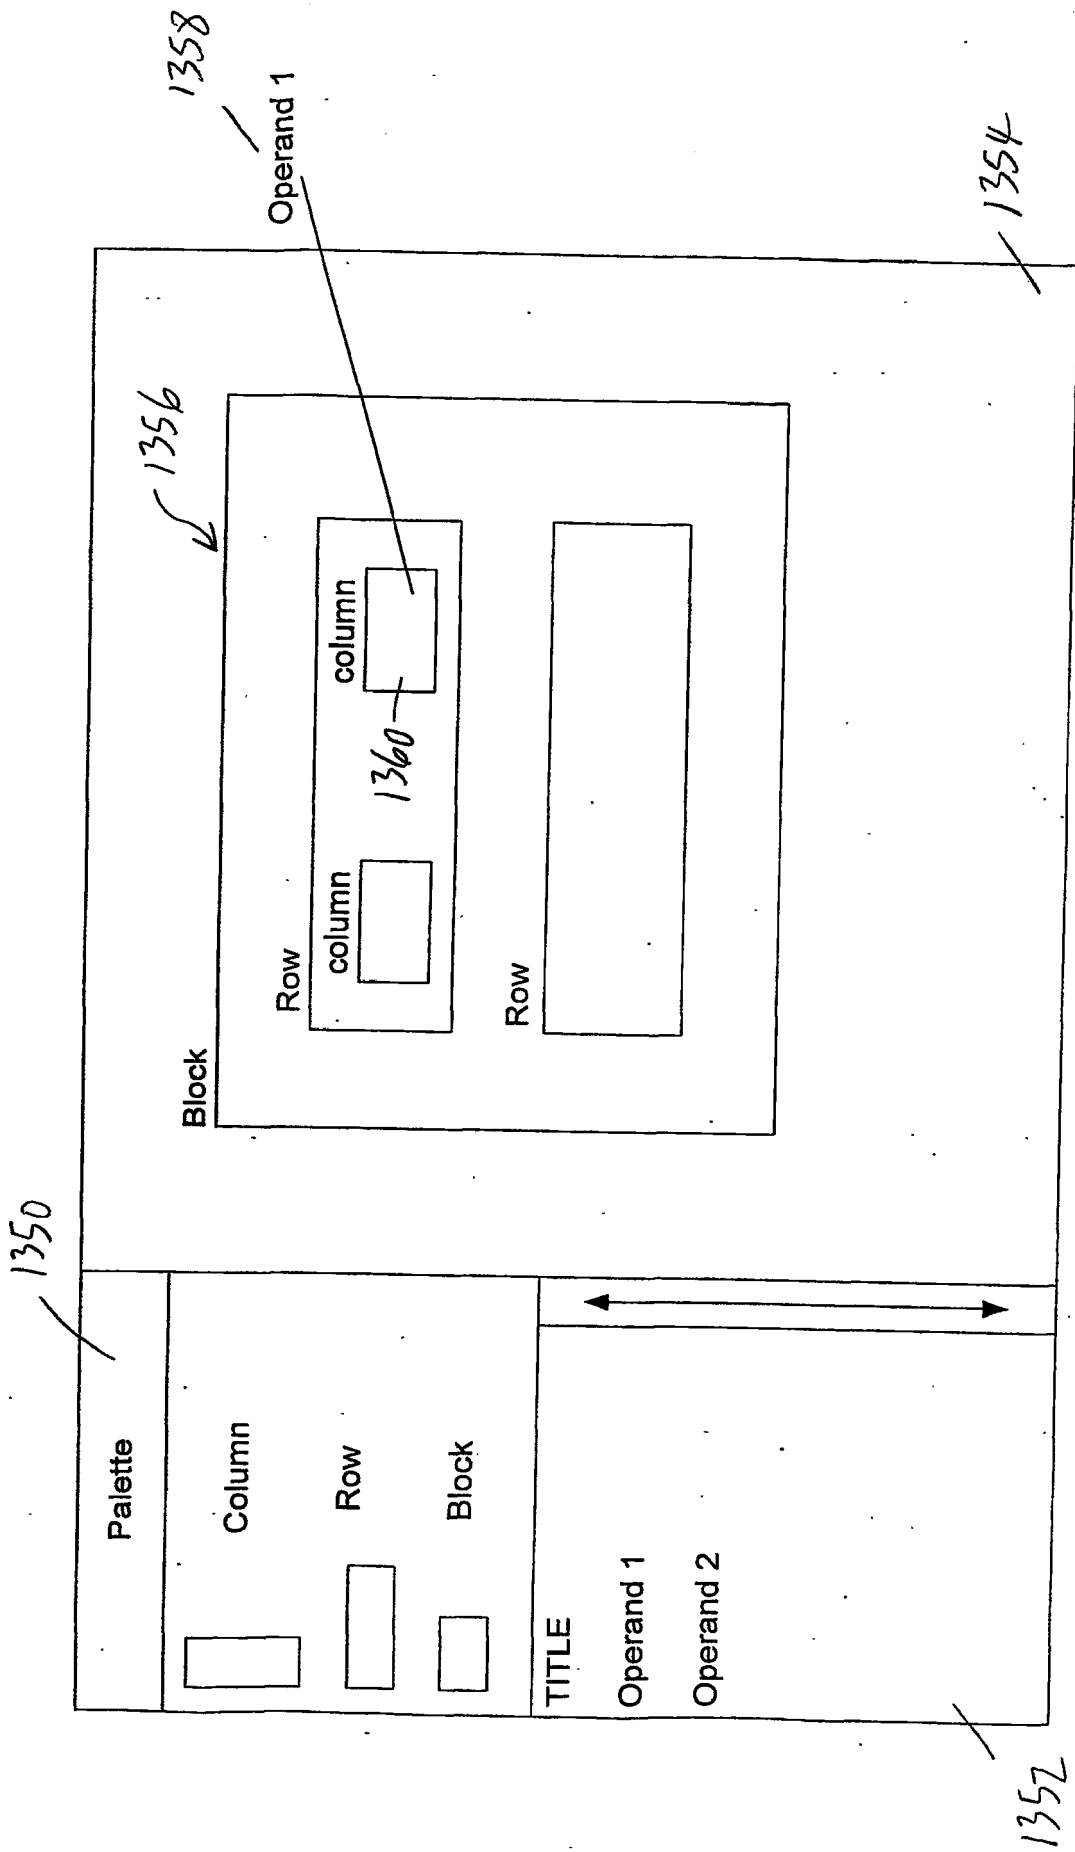 1350
Palette
Column
Row
Block
TITLE
Operand 1
Operand 2
1352
Block
1356
Row
column
column
1360
Row
1358
Operand 1
1354